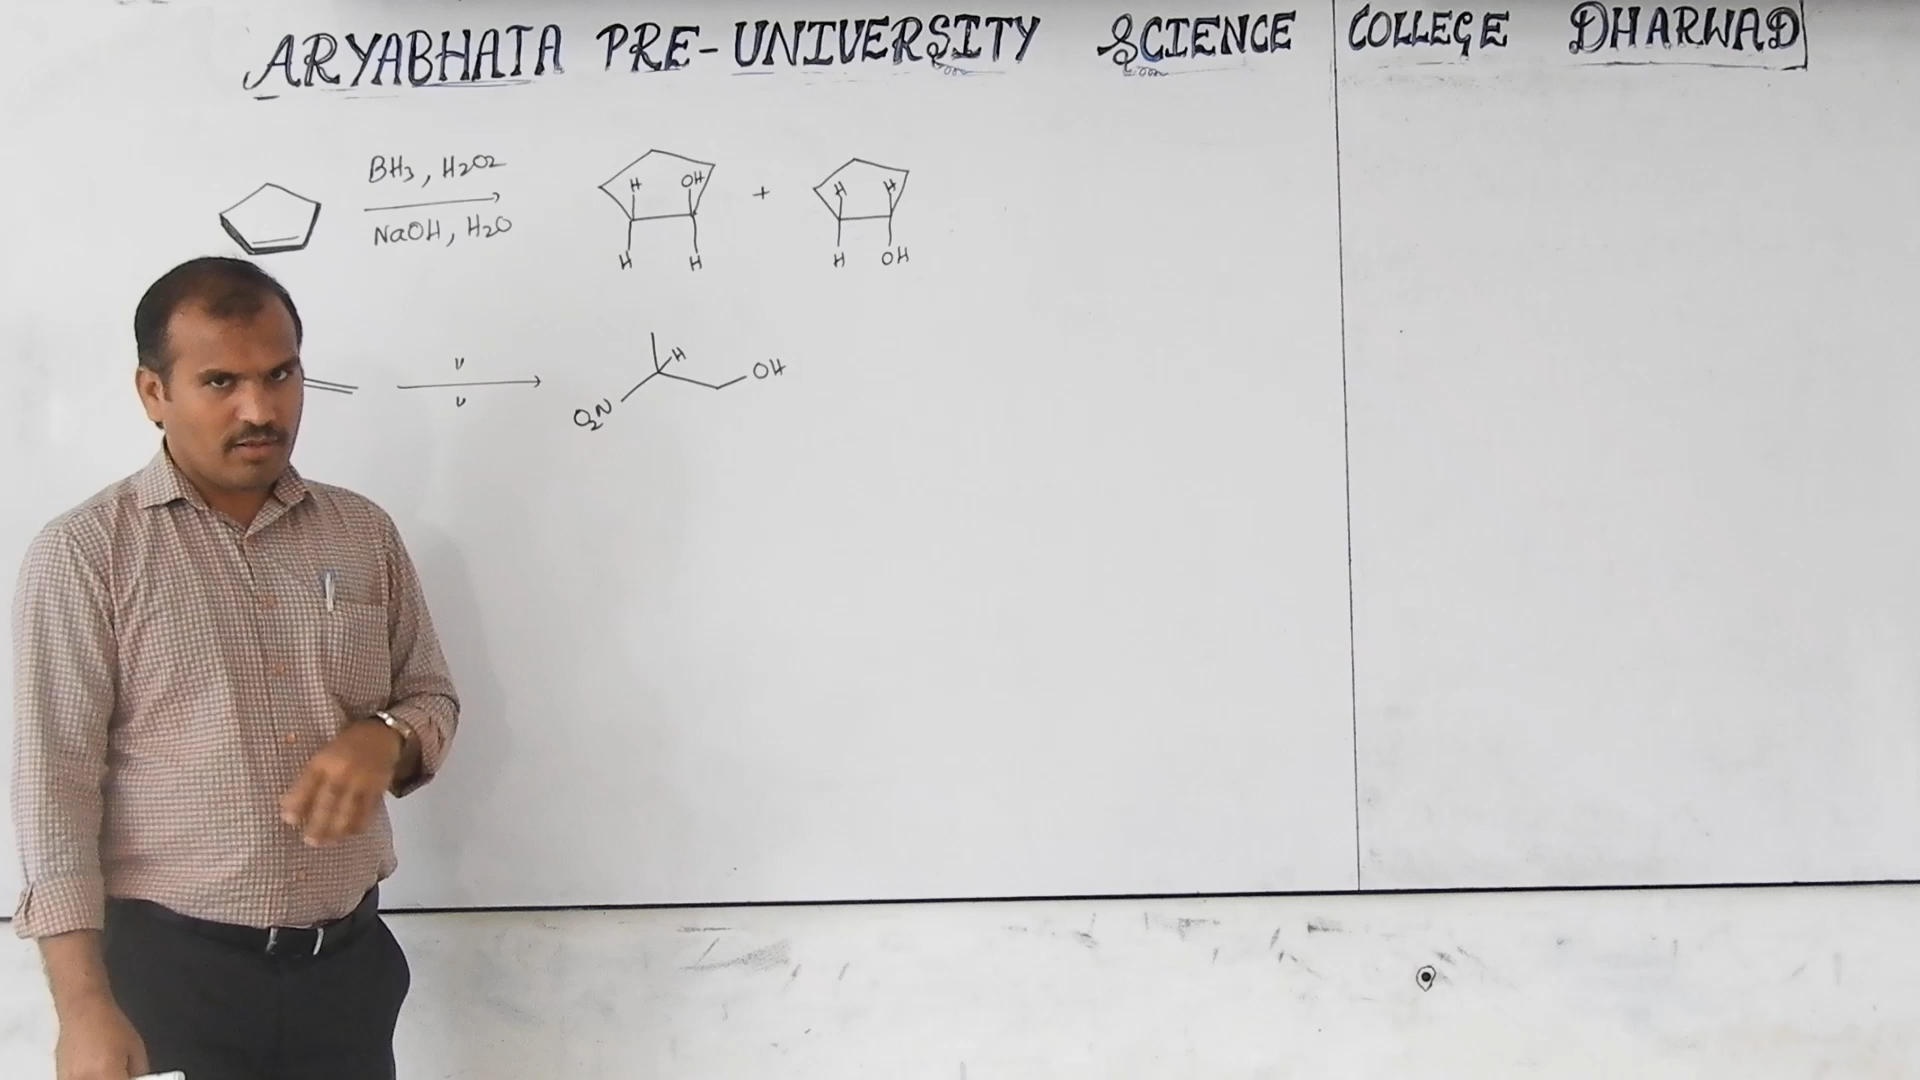 ARYABHATA PRE-UNIVERSITY SCIENCE COLLEGE DHARWAD
BH3, H2O2
NaOH, H2O
H OH + H H
H H H OH
H OH
O2N